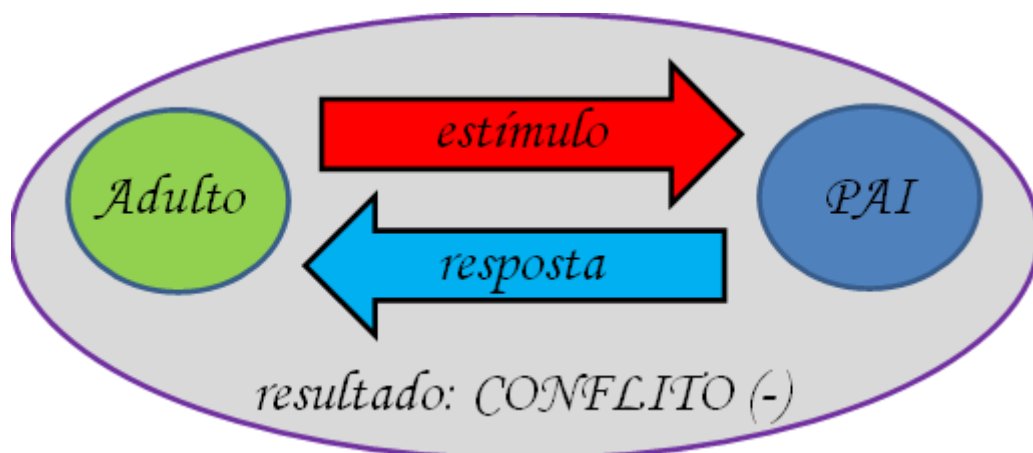 estímulo
Adulto
PAI
resposta
resultado: CONFLITO (-)